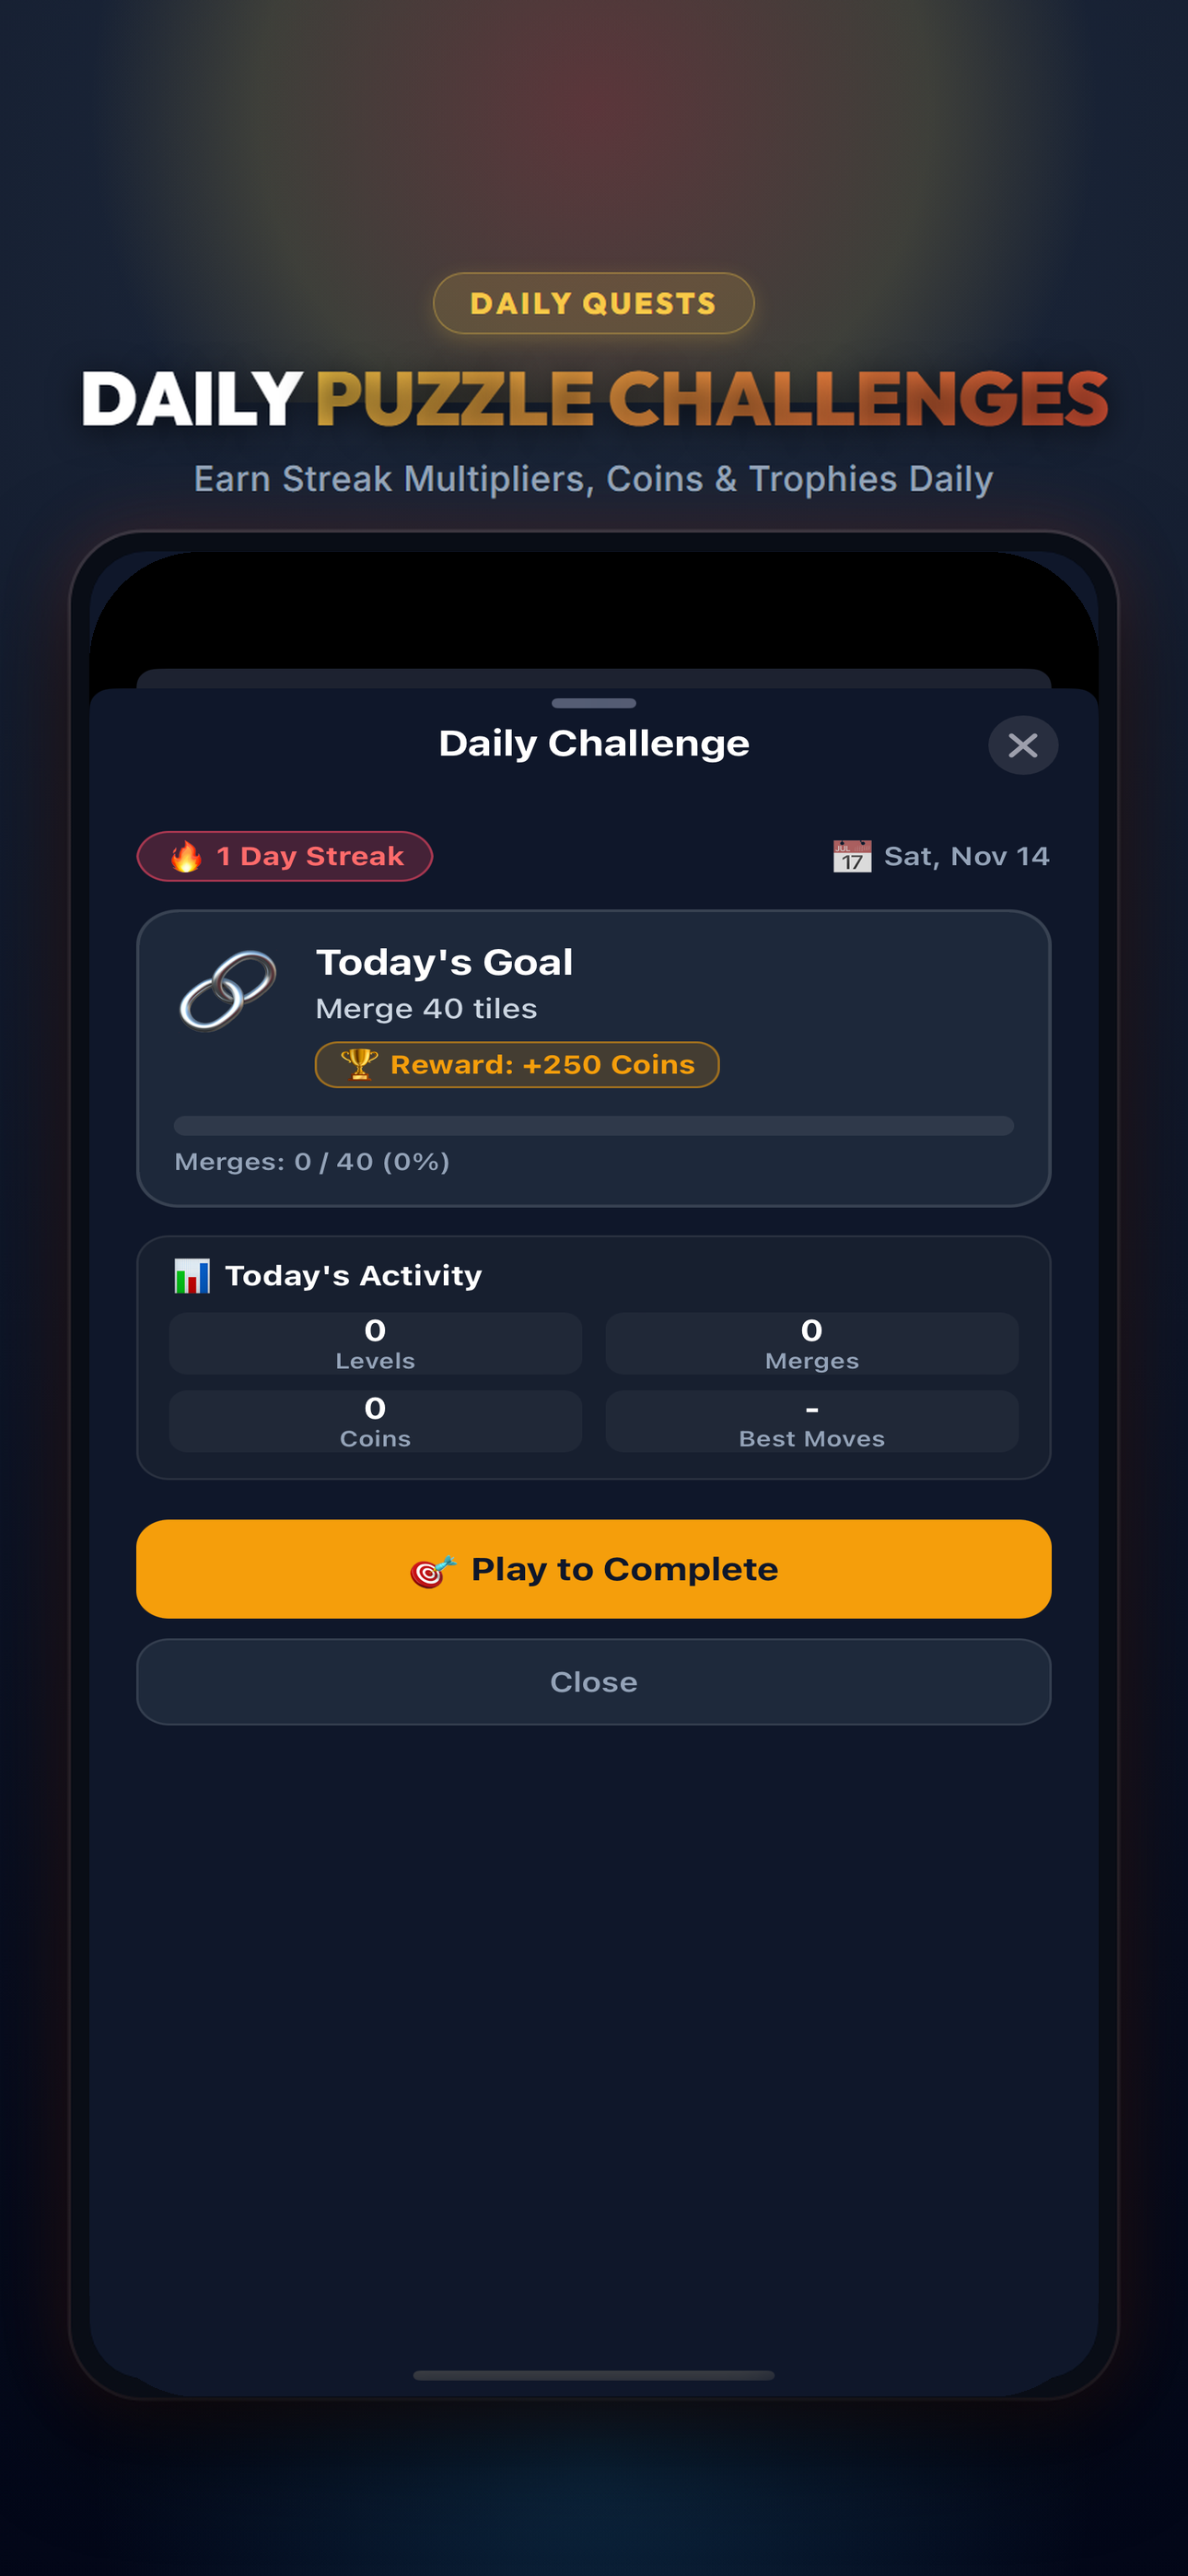 DAILY QUESTS
DAILY PUZZLE CHALLENGES
Earn Streak Multipliers, Coins & Trophies Daily
Daily Challenge
🔥 1 Day Streak
JUL
17
Sat, Nov 14
Today's Goal
Merge 40 tiles
🏆 Reward: +250 Coins
Merges: 0 / 40 (0%)
📊 Today's Activity
0
Levels
0
Merges
0
Coins
-
Best Moves
🎯 Play to Complete
Close